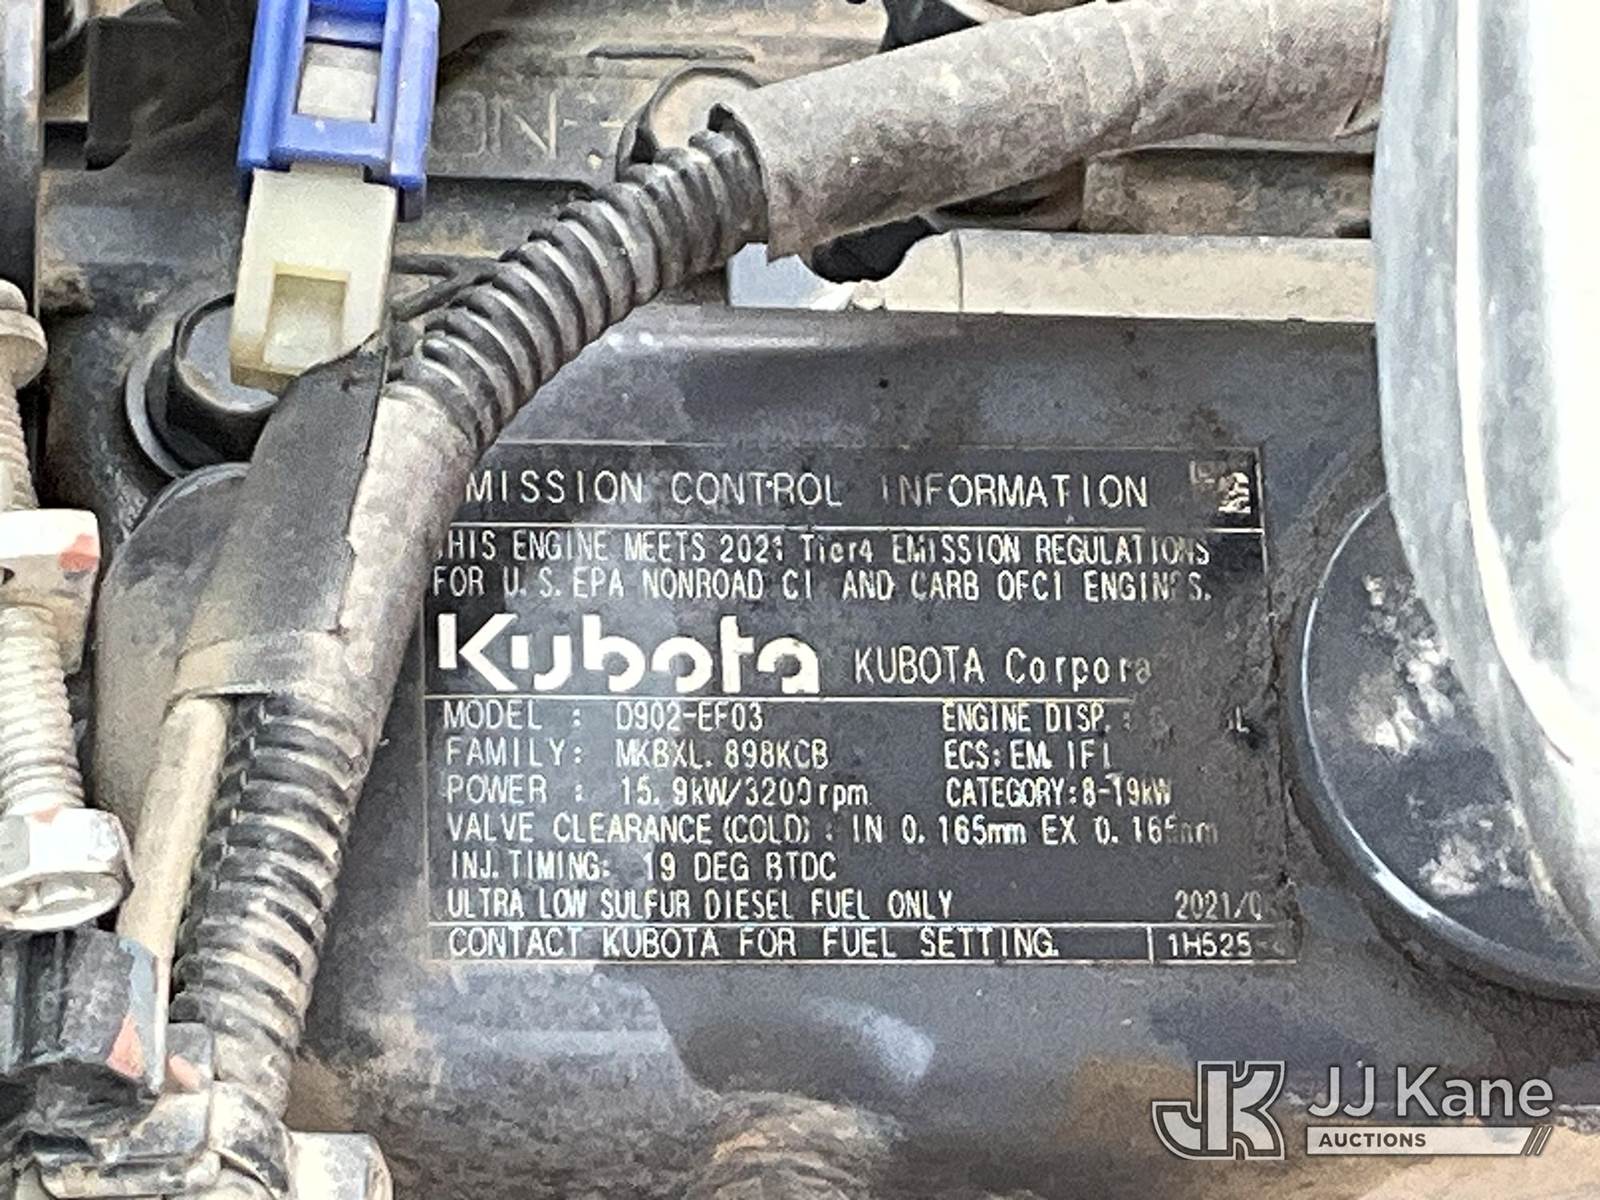 MISSION CONTROL INFORMATION
THIS ENGINE MEETS 2021 Tier4 EMISSION REGULATIONS
FOR U.S. EPA NONROAD CI AND CARB OFCI ENGINES.
Kubota KUBOTA Corpora
MODEL : D902-EF03 ENGINE DISP. :
FAMILY: MKBXL.898KCB ECS: EM, IFI
POWER : 15.9kW/3200rpm CATEGORY:8-19kW
VALVE CLEARANCE(COLD): IN 0.165mm EX 0.165mm
INJ.TIMING: 19 DEG BTDC
ULTRA LOW SULFUR DIESEL FUEL ONLY 2021/0
CONTACT KUBOTA FOR FUEL SETTING. 1H525
JK JJ Kane
AUCTIONS